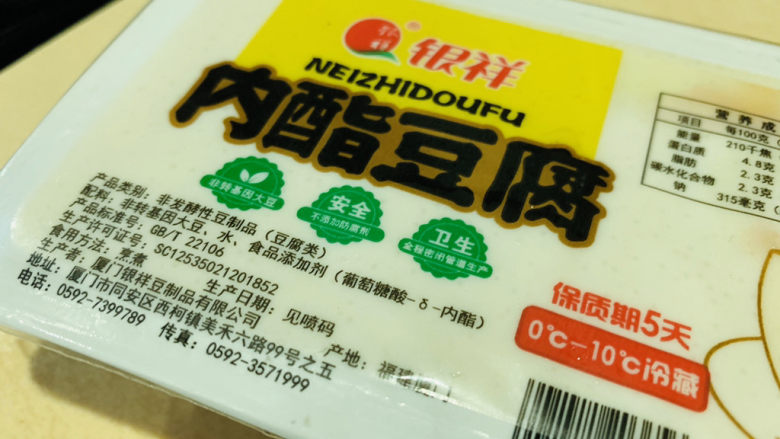 银祥
银祥
NEIZHIDOUFU
内酯豆腐
非转基因大豆
安全
不添加防腐剂
卫生
全程密闭管道生产
产品类别：非发酵性豆制品（豆腐类）
配料：非转基因大豆、水、食品添加剂（葡萄糖酸-δ-内酯）
产品标准号：GB/T 22106
生产许可证号：SC12535021201852
食用方法：烹煮 生产日期：见喷码
生产者：厦门银祥豆制品有限公司
地址：厦门市同安区西柯镇美禾六路99号之五
电话：0592-7399789 传真：0592-3571999
产地：福建
保质期5天
0℃-10℃冷藏
营养成
项目 每100克
能量 210千焦
蛋白质 4.8克
脂肪 2.3克
碳水化合物 2.3克
钠 315毫克